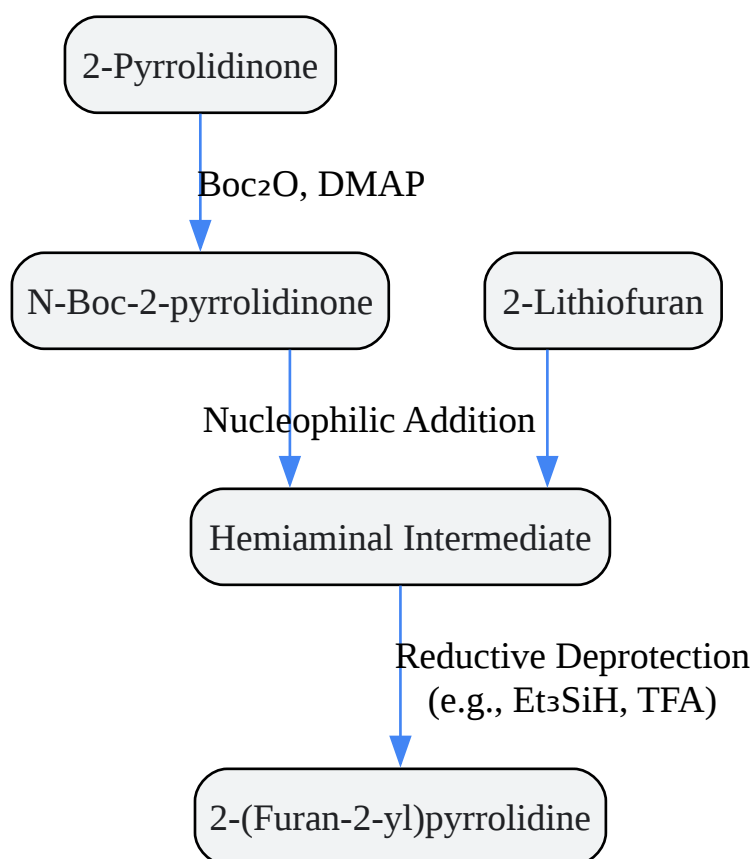 2-Pyrrolidinone
Boc₂O, DMAP
N-Boc-2-pyrrolidinone
2-Lithiofuran
Nucleophilic Addition
Hemiaminal Intermediate
Reductive Deprotection
(e.g., Et₃SiH, TFA)
2-(Furan-2-yl)pyrrolidine